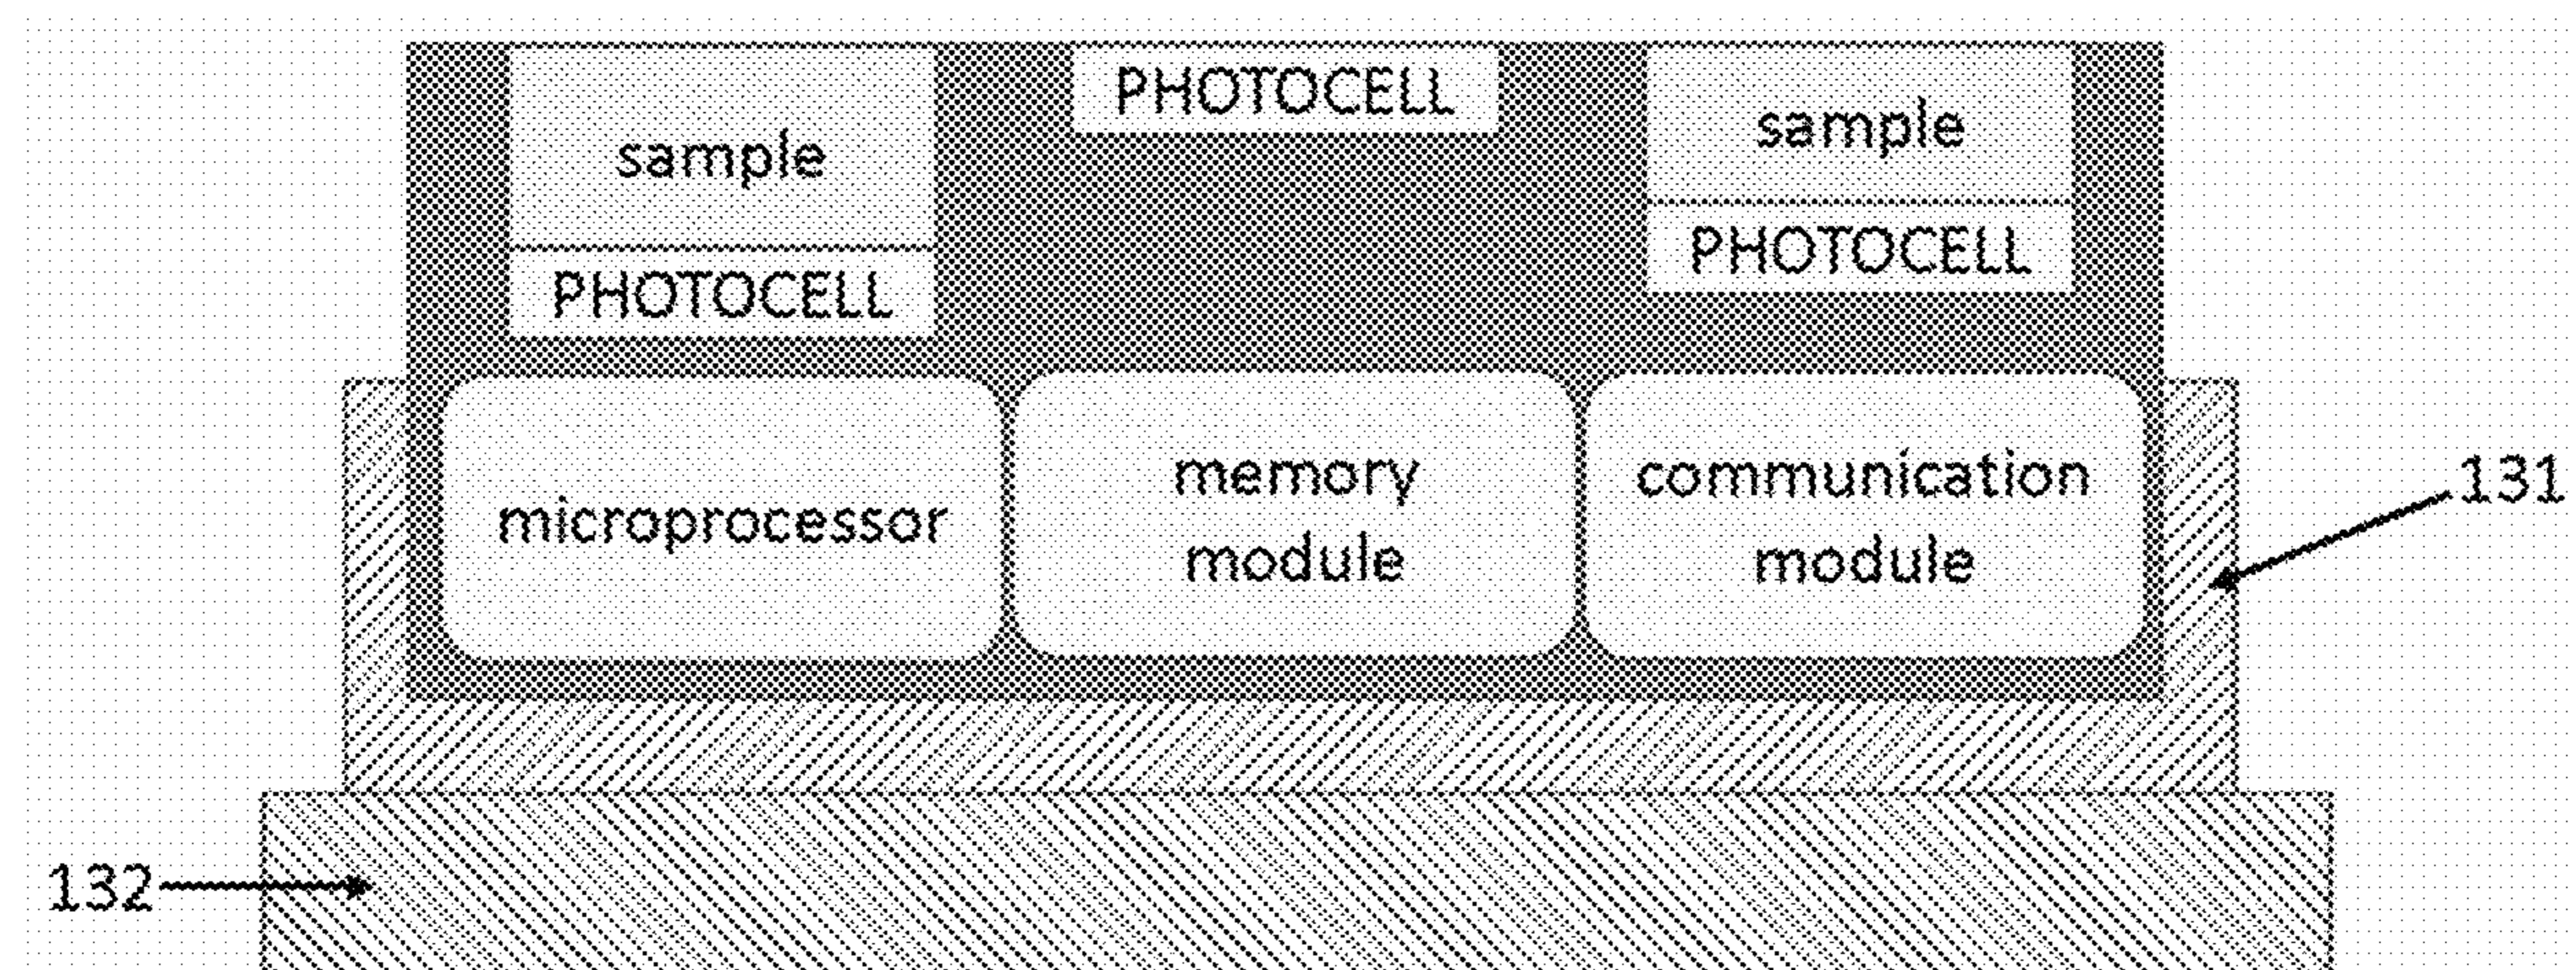 PHOTOCELL
sample
PHOTOCELL
sample
PHOTOCELL
microprocessor
memory
module
communication
module
131
132